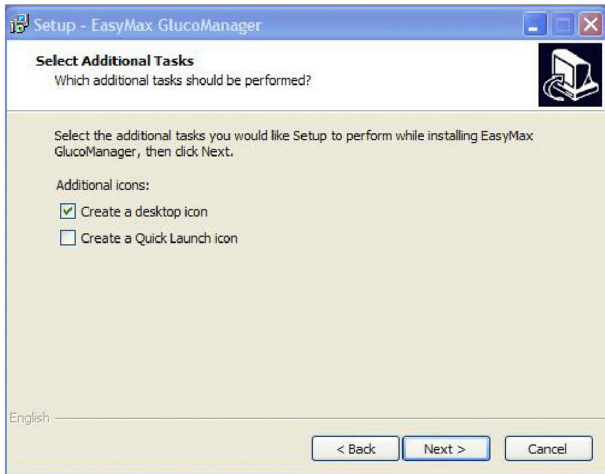 Setup - EasyMax GlucoManager
Select Additional Tasks
Which additional tasks should be performed?
Select the additional tasks you would like Setup to perform while installing EasyMax
GlucoManager, then click Next.
Additional icons:
Create a desktop icon
Create a Quick Launch icon
English
< Back Next > Cancel